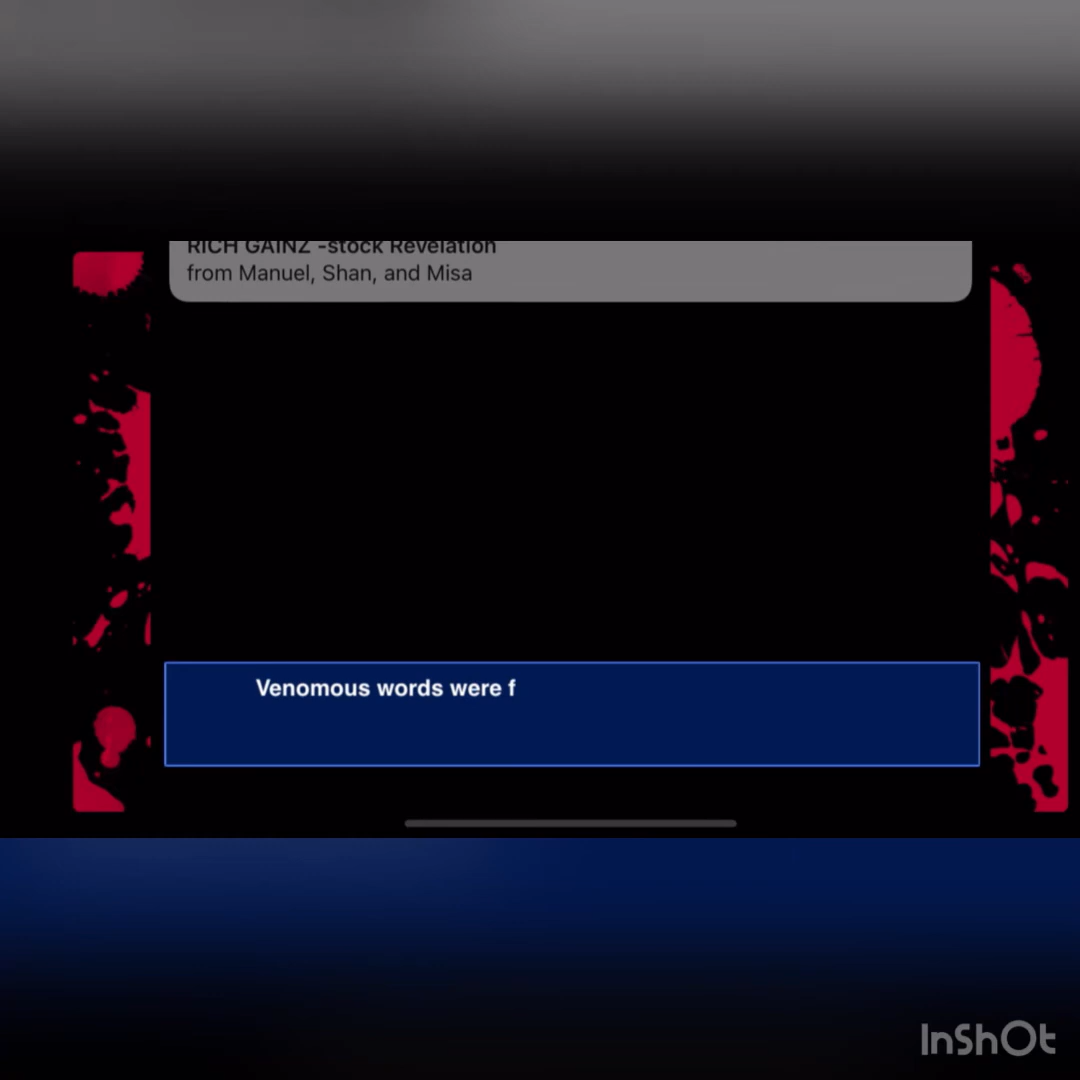 RICH GAINZ -stock Revelation
from Manuel, Shan, and Misa
Venomous words were f
InShOt